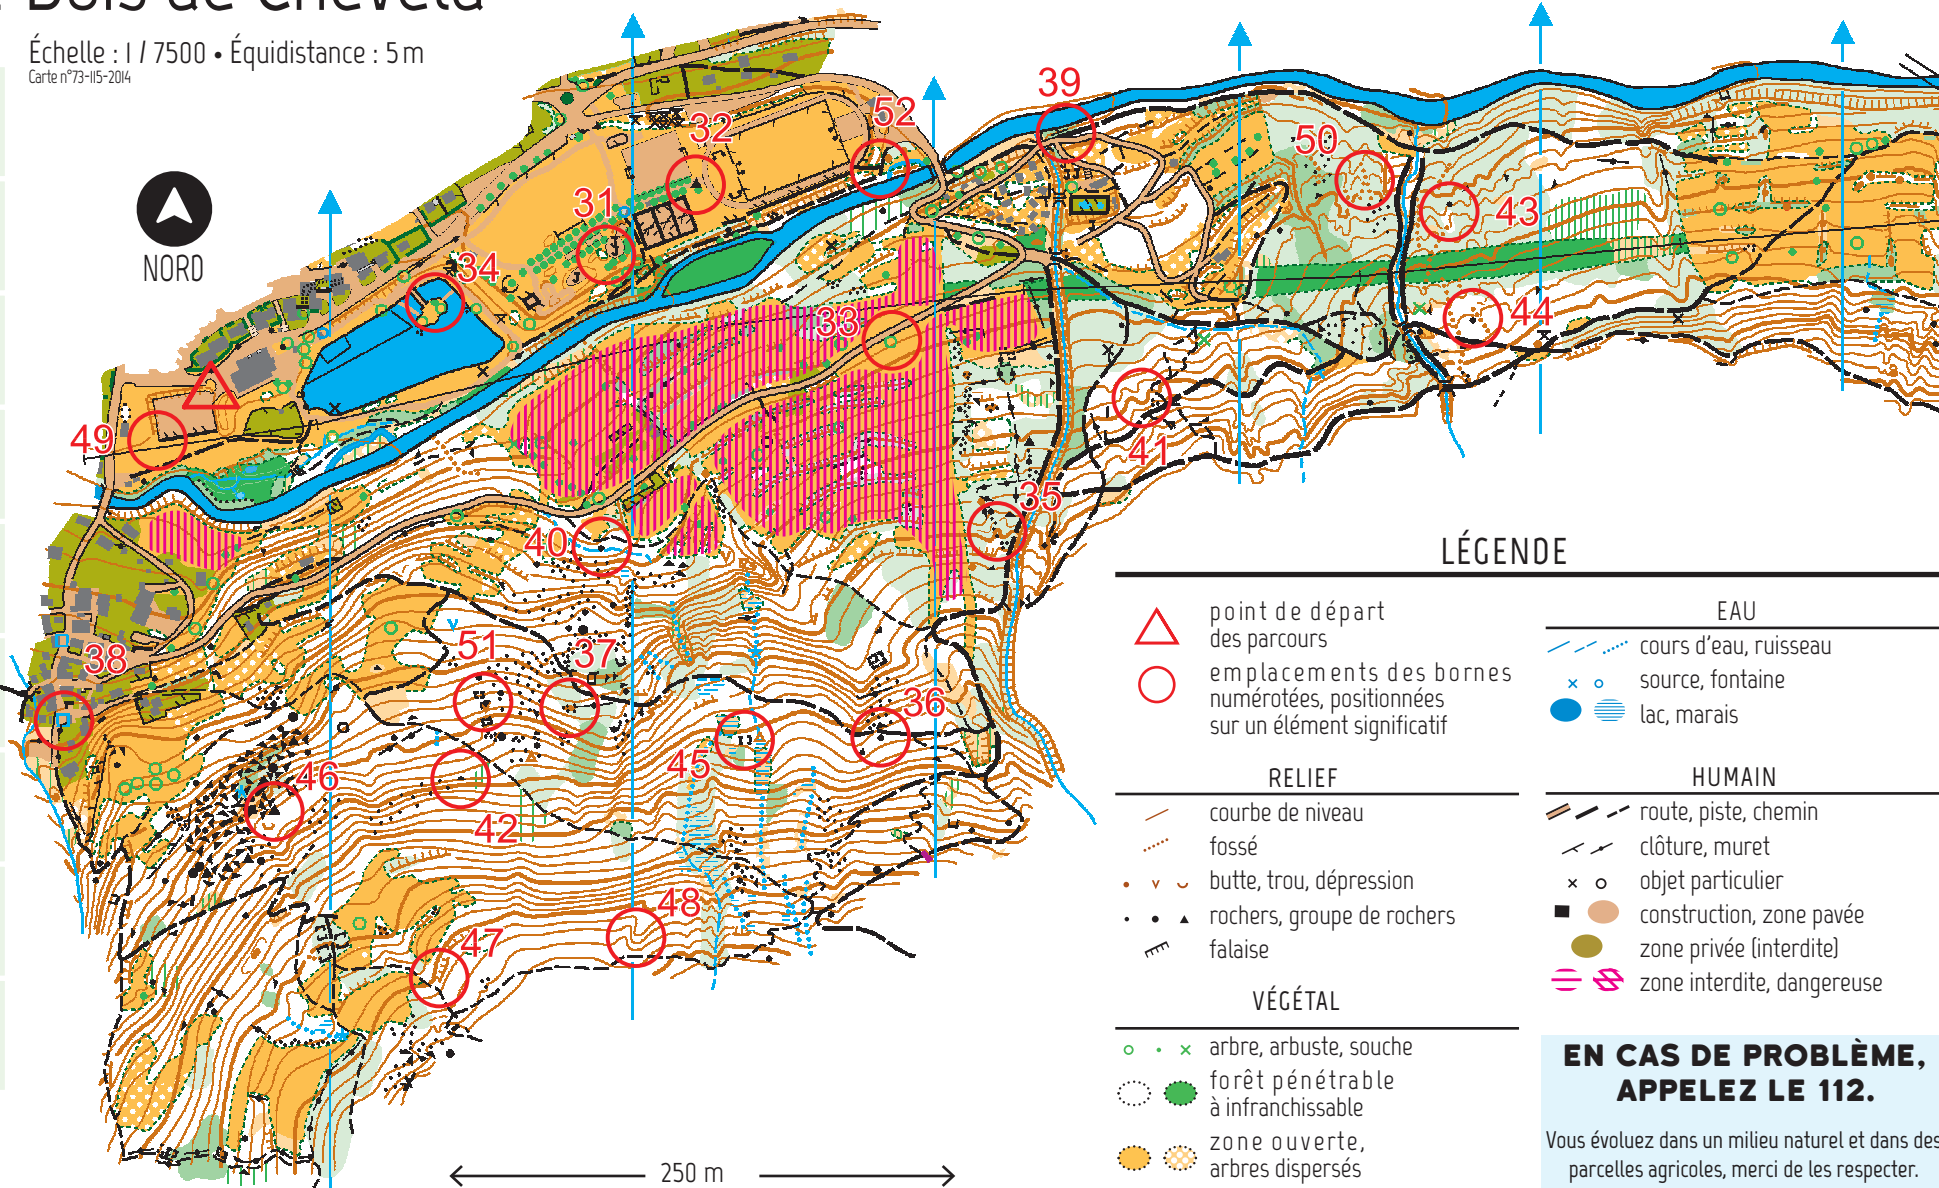 Bois de Chevelu
Échelle : 1 / 7500 • Équidistance : 5 m
Carte n°73-115-2014
NORD
39
52
32
50
31
43
34
33
44
49
41
35
40
38
51
37
36
45
46
42
48
47
250 m
LÉGENDE
point de départ
des parcours
emplacements des bornes
numérotées, positionnées
sur un élément significatif
RELIEF
courbe de niveau
fossé
butte, trou, dépression
rochers, groupe de rochers
falaise
VÉGÉTAL
arbre, arbuste, souche
forêt pénétrable
à infranchissable
zone ouverte,
arbres dispersés
EAU
cours d'eau, ruisseau
source, fontaine
lac, marais
HUMAIN
route, piste, chemin
clôture, muret
objet particulier
construction, zone pavée
zone privée (interdite)
zone interdite, dangereuse
EN CAS DE PROBLÈME,
APPELEZ LE 112.
Vous évoluez dans un milieu naturel et dans des
parcelles agricoles, merci de les respecter.